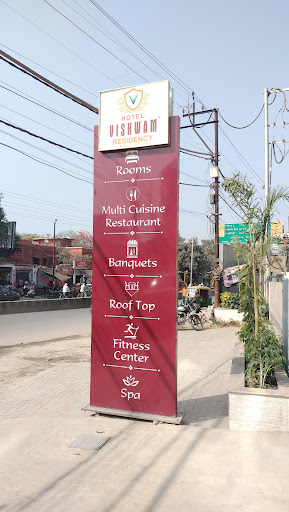 HOTEL
VISHWAM
RESIDENCY
Rooms
Multi Cuisine
Restaurant
Banquets
Roof Top
Fitness
Center
Spa